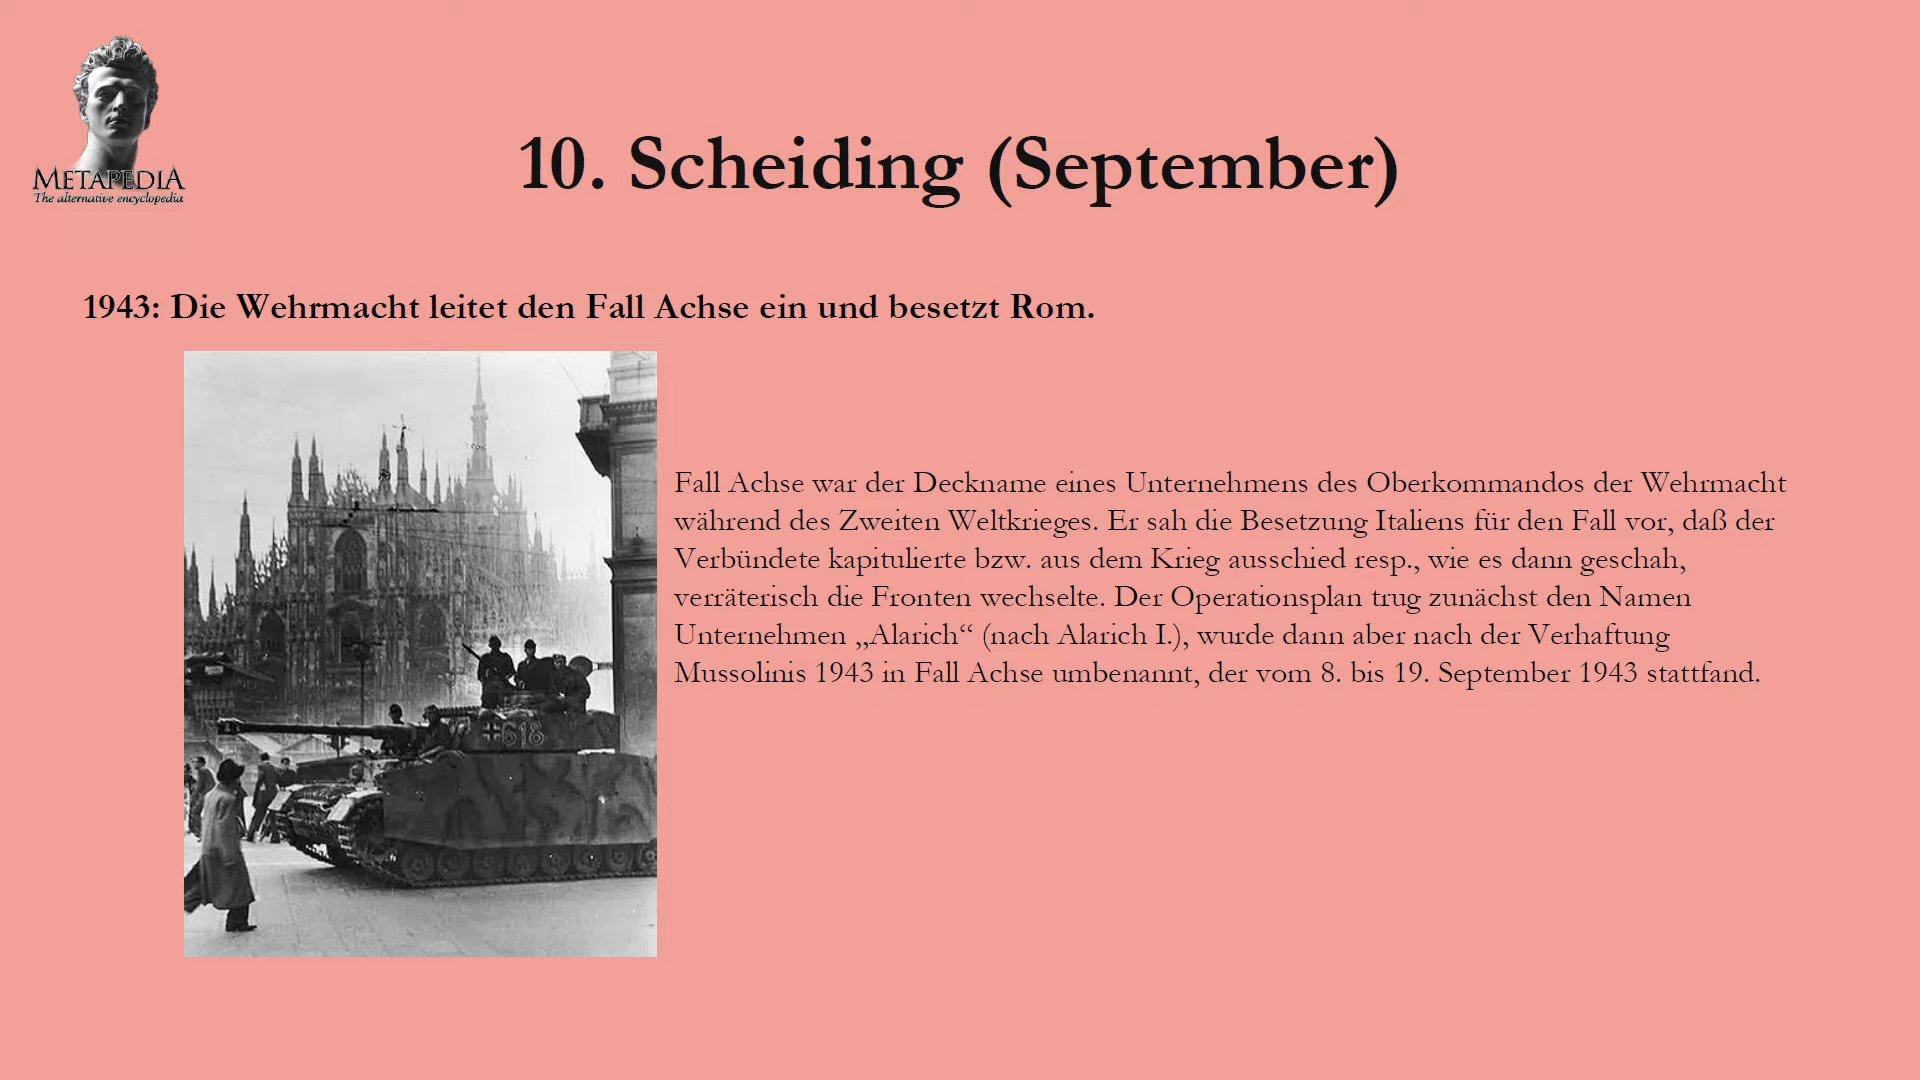 METAPEDIA
The alternative encyclopedia
10. Scheiding (September)
1943: Die Wehrmacht leitet den Fall Achse ein und besetzt Rom.
618
Fall Achse war der Deckname eines Unternehmens des Oberkommandos der Wehrmacht
während des Zweiten Weltkrieges. Er sah die Besetzung Italiens für den Fall vor, daß der
Verbündete kapitulierte bzw. aus dem Krieg ausschied resp., wie es dann geschah,
verräterisch die Fronten wechselte. Der Operationsplan trug zunächst den Namen
Unternehmen „Alarich“ (nach Alarich I.), wurde dann aber nach der Verhaftung
Mussolinis 1943 in Fall Achse umbenannt, der vom 8. bis 19. September 1943 stattfand.